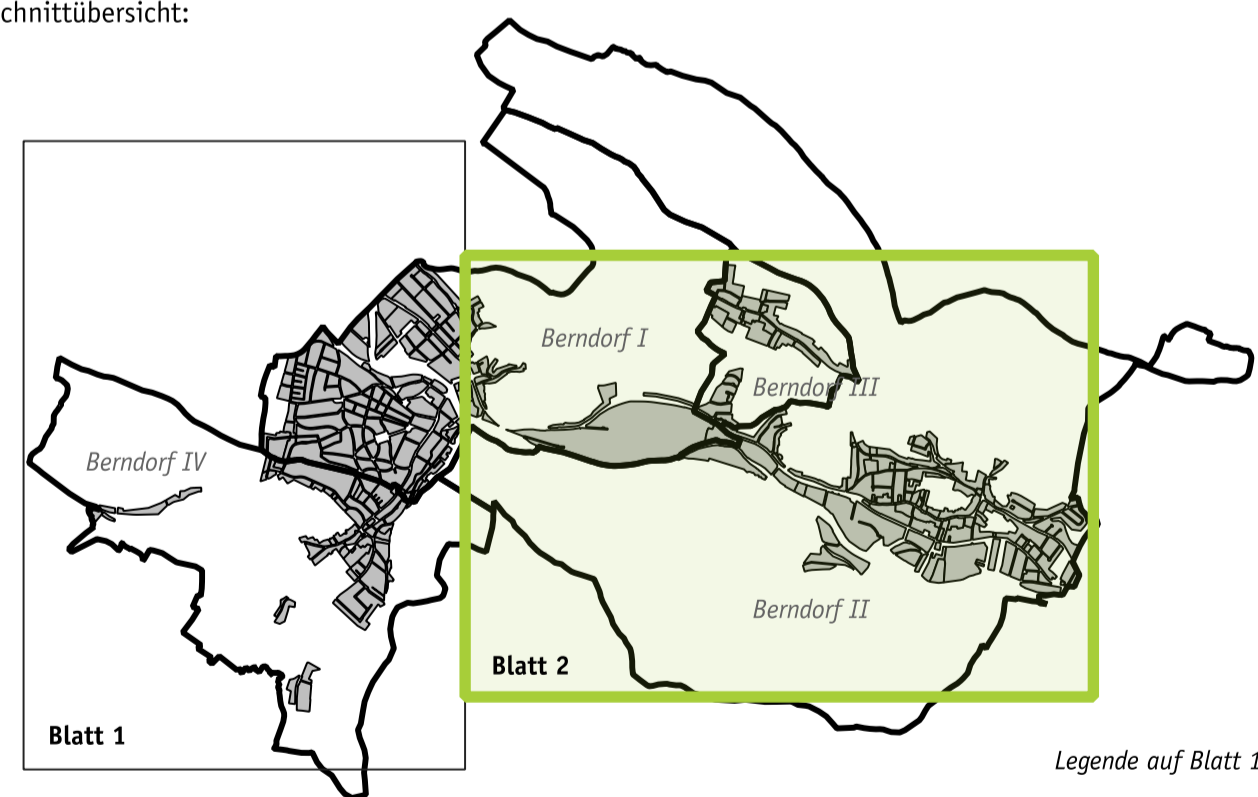 chnittübersicht:
Berndorf I
Berndorf III
Berndorf IV
Berndorf II
Blatt 2
Blatt 1
Legende auf Blatt 1